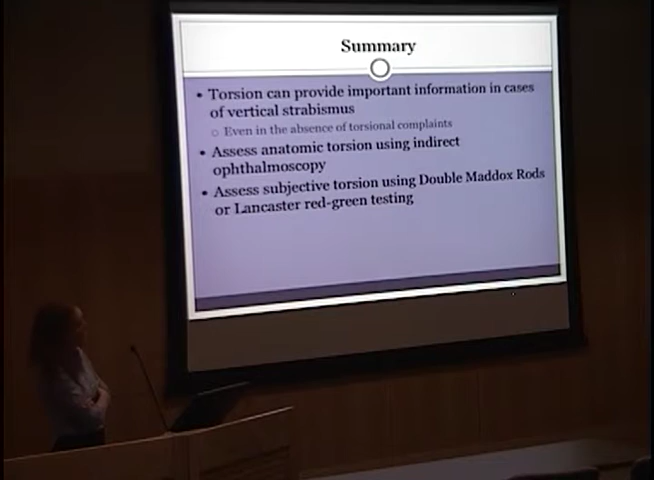 Summary
• Torsion can provide important information in cases
of vertical strabismus
○ Even in the absence of torsional complaints
• Assess anatomic torsion using indirect
ophthalmoscopy
• Assess subjective torsion using Double Maddox Rods
or Lancaster red-green testing